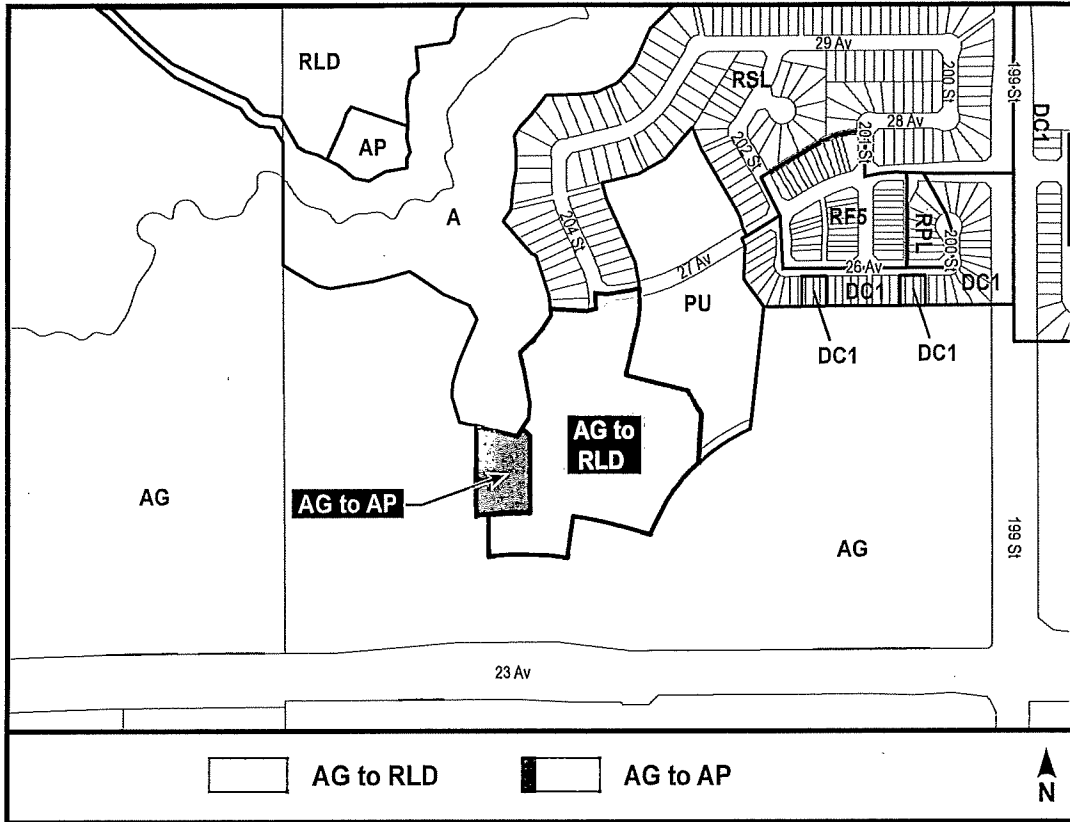 29 Av
RLD
RSL
200 St
199 St
DC1
28 Av
201 St
AP
202 St
A
204 St
RF5
RPL
200 St
27 Av
26 Av
PU
DC1
DC1
DC1
DC1
AG to
RLD
AG to AP
AG
AG
199 St
23 Av
AG to RLD
AG to AP
N